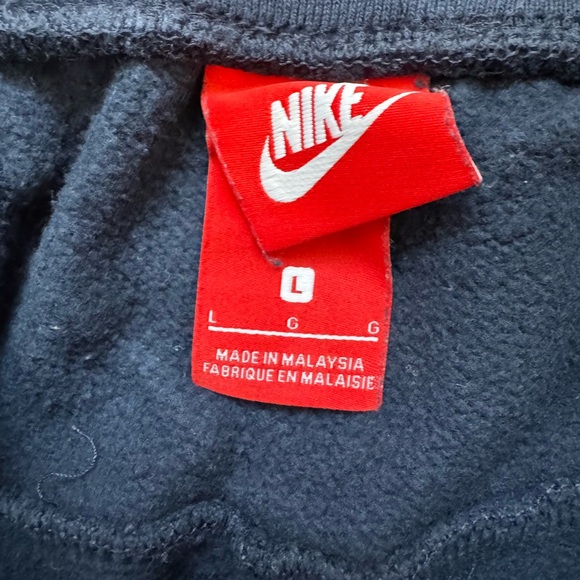 NIKE
L
L G G
MADE IN MALAYSIA
FABRIQUE EN MALAISIE